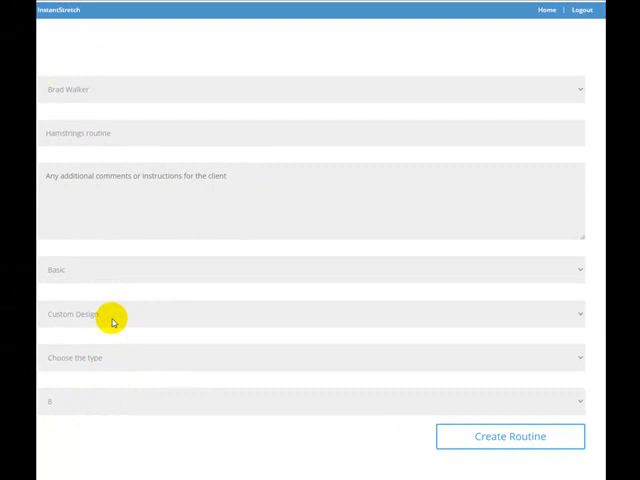 InstantStretch
Home | Logout
Brad Walker
Hamstrings routine
Any additional comments or instructions for the client
Basic
Custom Design
Choose the type
8
Create Routine